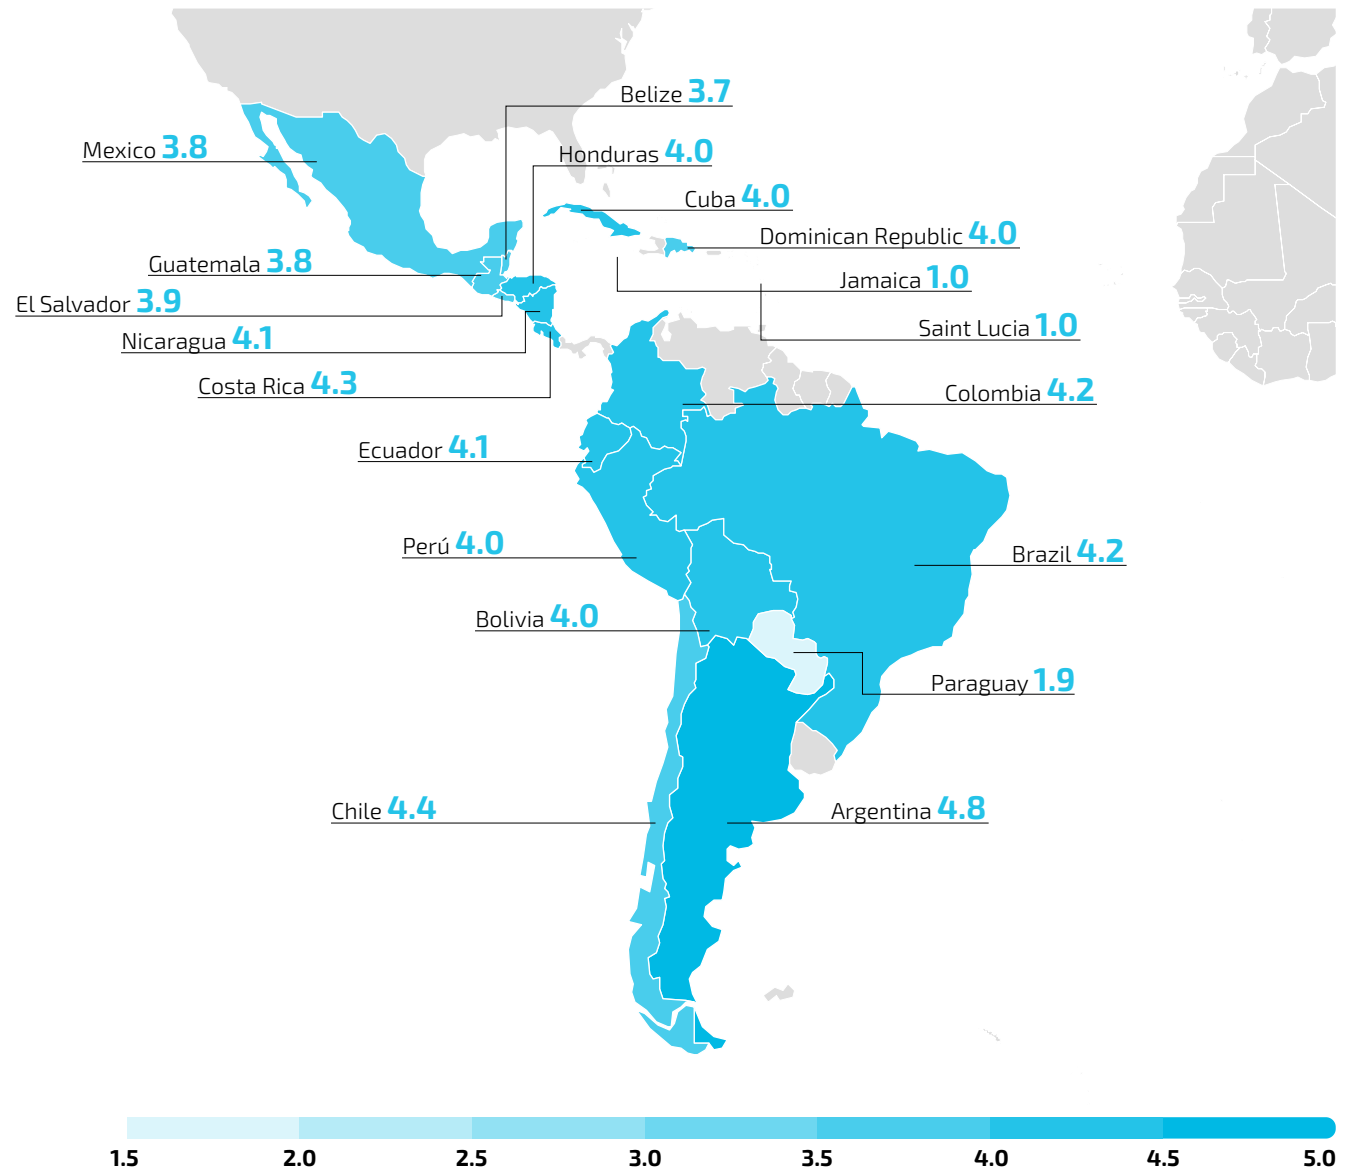 Belize 3.7
Mexico 3.8
Honduras 4.0
Cuba 4.0
Dominican Republic 4.0
Guatemala 3.8
Jamaica 1.0
El Salvador 3.9
Saint Lucia 1.0
Nicaragua 4.1
Costa Rica 4.3
Colombia 4.2
Ecuador 4.1
Perú 4.0
Brazil 4.2
Bolivia 4.0
Paraguay 1.9
Chile 4.4
Argentina 4.8
1.5 2.0 2.5 3.0 3.5 4.0 4.5 5.0